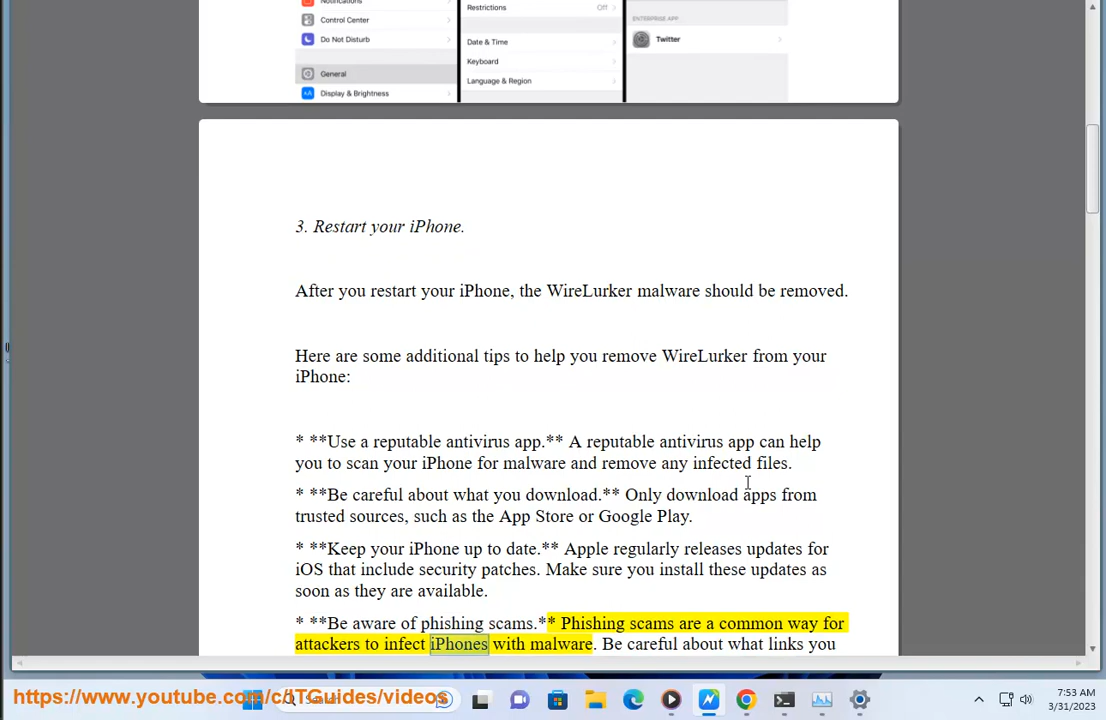 Notifications
Restrictions Off
Control Center
ENTERPRISE APP
Do Not Disturb
Date & Time
Twitter
Keyboard
General
Language & Region
Display & Brightness
3. Restart your iPhone.
After you restart your iPhone, the WireLurker malware should be removed.
Here are some additional tips to help you remove WireLurker from your
iPhone:
* **Use a reputable antivirus app.** A reputable antivirus app can help
you to scan your iPhone for malware and remove any infected files.
* **Be careful about what you download.** Only download apps from
trusted sources, such as the App Store or Google Play.
* **Keep your iPhone up to date.** Apple regularly releases updates for
iOS that include security patches. Make sure you install these updates as
soon as they are available.
* **Be aware of phishing scams.** Phishing scams are a common way for
attackers to infect iPhones with malware. Be careful about what links you
https://www.youtube.com/c/ITGuides/videos
7:53 AM
3/31/2023